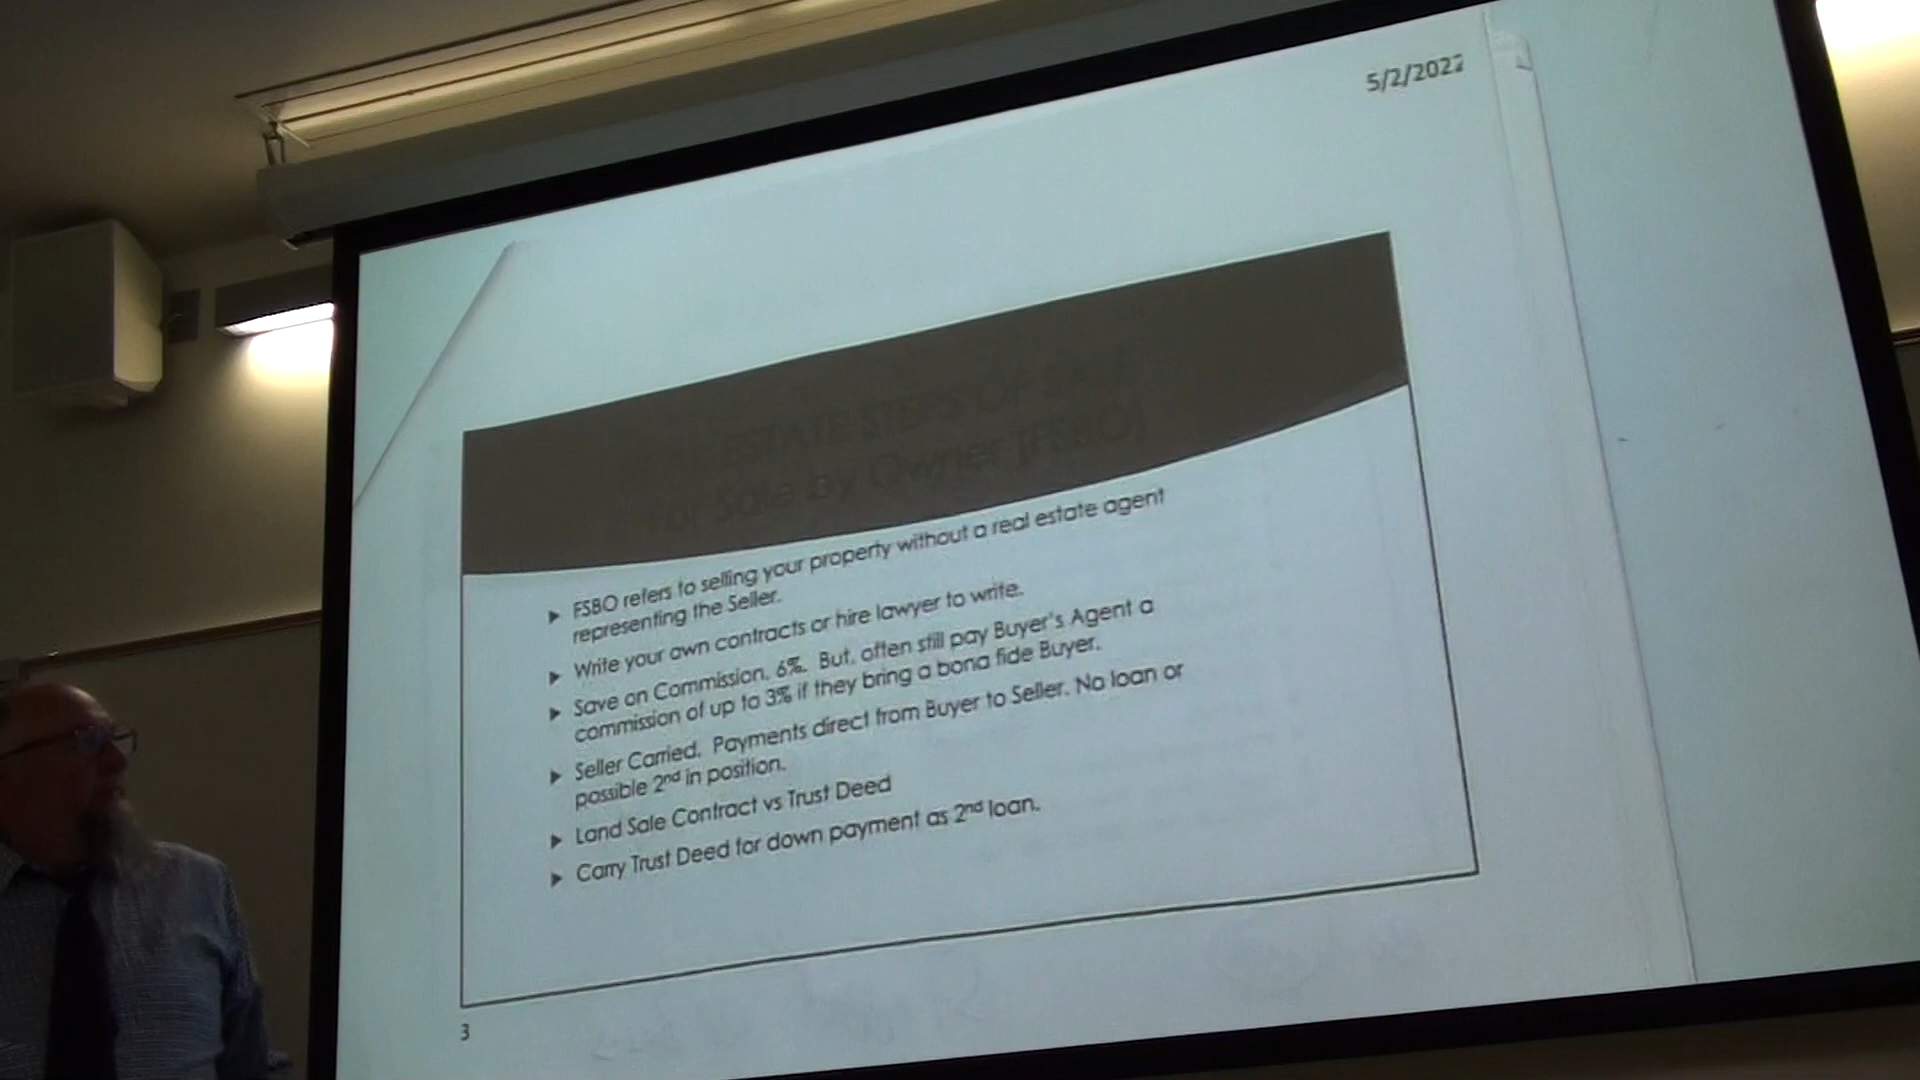 5/2/2022
REAL ESTATE STEPS OF SALE
For Sale by Owner (FSBO)
▶ FSBO refers to selling your property without a real estate agent
representing the Seller.
▶ Write your own contracts or hire lawyer to write.
▶ Save on Commission, 6%. But, often still pay Buyer's Agent a
commission of up to 3% if they bring a bona fide Buyer.
▶ Seller Carried. Payments direct from Buyer to Seller. No loan or
possible 2nd in position.
▶ Land Sale Contract vs Trust Deed
▶ Carry Trust Deed for down payment as 2nd loan.
3